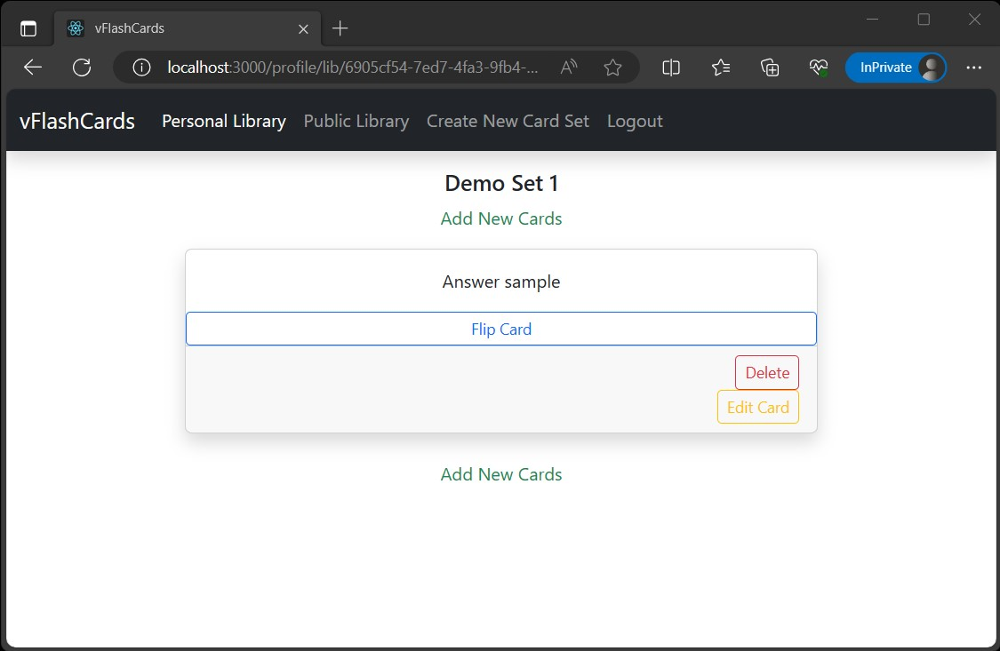 vFlashCards
localhost:3000/profile/lib/6905cf54-7ed7-4fa3-9fb4-...
InPrivate
vFlashCards Personal Library Public Library Create New Card Set Logout
Demo Set 1
Add New Cards
Answer sample
Flip Card
Delete
Edit Card
Add New Cards